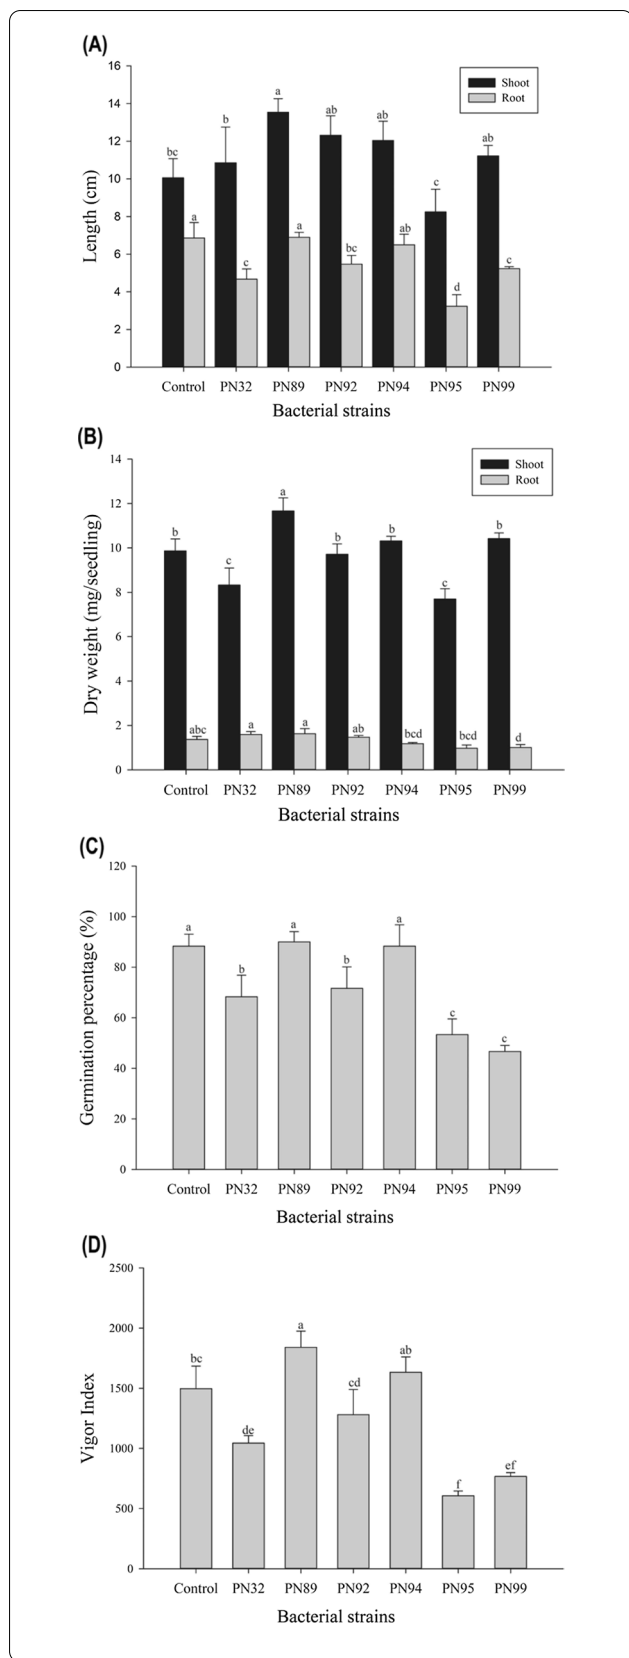 (A)
16
14
12
10
8
6
4
2
0
Length (cm)
Shoot
Root
bc
a
b
c
a
a
ab
bc
ab
ab
c
d
ab
c
Control PN32 PN89 PN92 PN94 PN95 PN99
Bacterial strains
(B)
14
12
10
8
6
4
2
0
Dry weight (mg/seedling)
Shoot
Root
b
abc
c
a
a
a
b
ab
b
bcd
c
bcd
b
d
Control PN32 PN89 PN92 PN94 PN95 PN99
Bacterial strains
(C)
120
100
80
60
40
20
0
Germination percentage (%)
a
b
a
b
a
c
c
Control PN32 PN89 PN92 PN94 PN95 PN99
Bacterial strains
(D)
2500
2000
1500
1000
500
0
Vigor Index
bc
de
a
cd
ab
f
ef
Control PN32 PN89 PN92 PN94 PN95 PN99
Bacterial strains